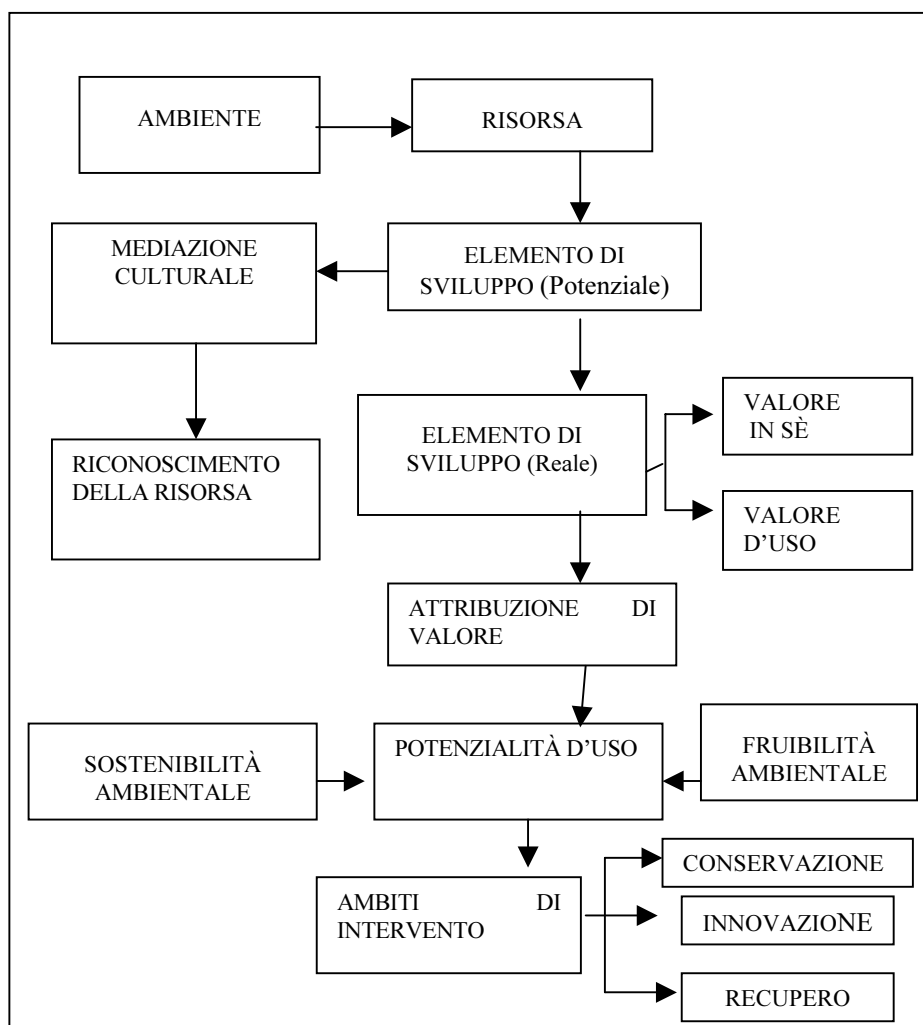 AMBIENTE
RISORSA
MEDIAZIONE
CULTURALE
ELEMENTO DI
SVILUPPO (Potenziale)
ELEMENTO DI
SVILUPPO (Reale)
VALORE
IN SÈ
RICONOSCIMENTO
DELLA RISORSA
VALORE
D'USO
ATTRIBUZIONE DI
VALORE
SOSTENIBILITÀ
AMBIENTALE
POTENZIALITÀ D'USO
FRUIBILITÀ
AMBIENTALE
AMBITI DI
INTERVENTO
CONSERVAZIONE
INNOVAZIONE
RECUPERO